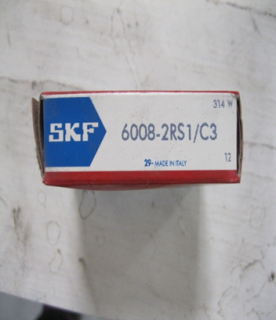 314 W
SKF 6008-2RS1/C3
29- MADE IN ITALY 12